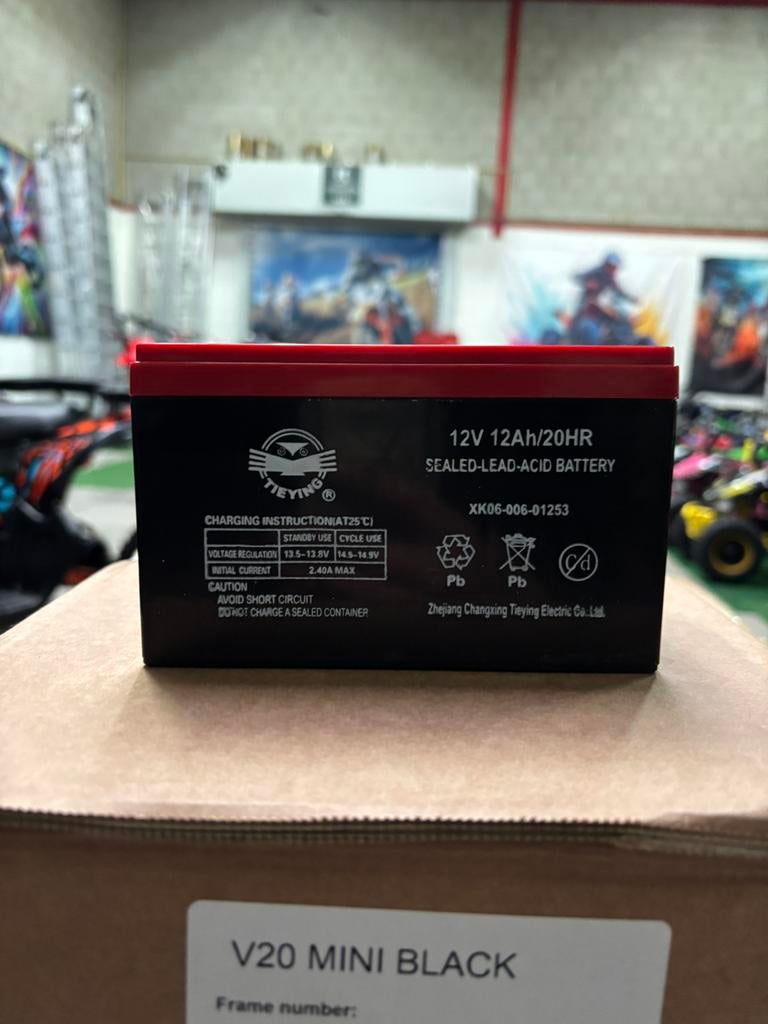 TIEYING
®
CHARGING INSTRUCTION(AT25℃)
STANDBY USE CYCLE USE
VOLTAGE REGULATION 13.5~13.8V 14.5~14.9V
INITIAL CURRENT 2.40A MAX
CAUTION
AVOID SHORT CIRCUIT
DO HOT CHARGE A SEALED CONTAINER
12V 12Ah/20HR
SEALED-LEAD-ACID BATTERY
XK06-006-01253
Pb Pb Cd
Zhejiang Changxing Tieying Electric Co.,Ltd.
V20 MINI BLACK
Frame number: